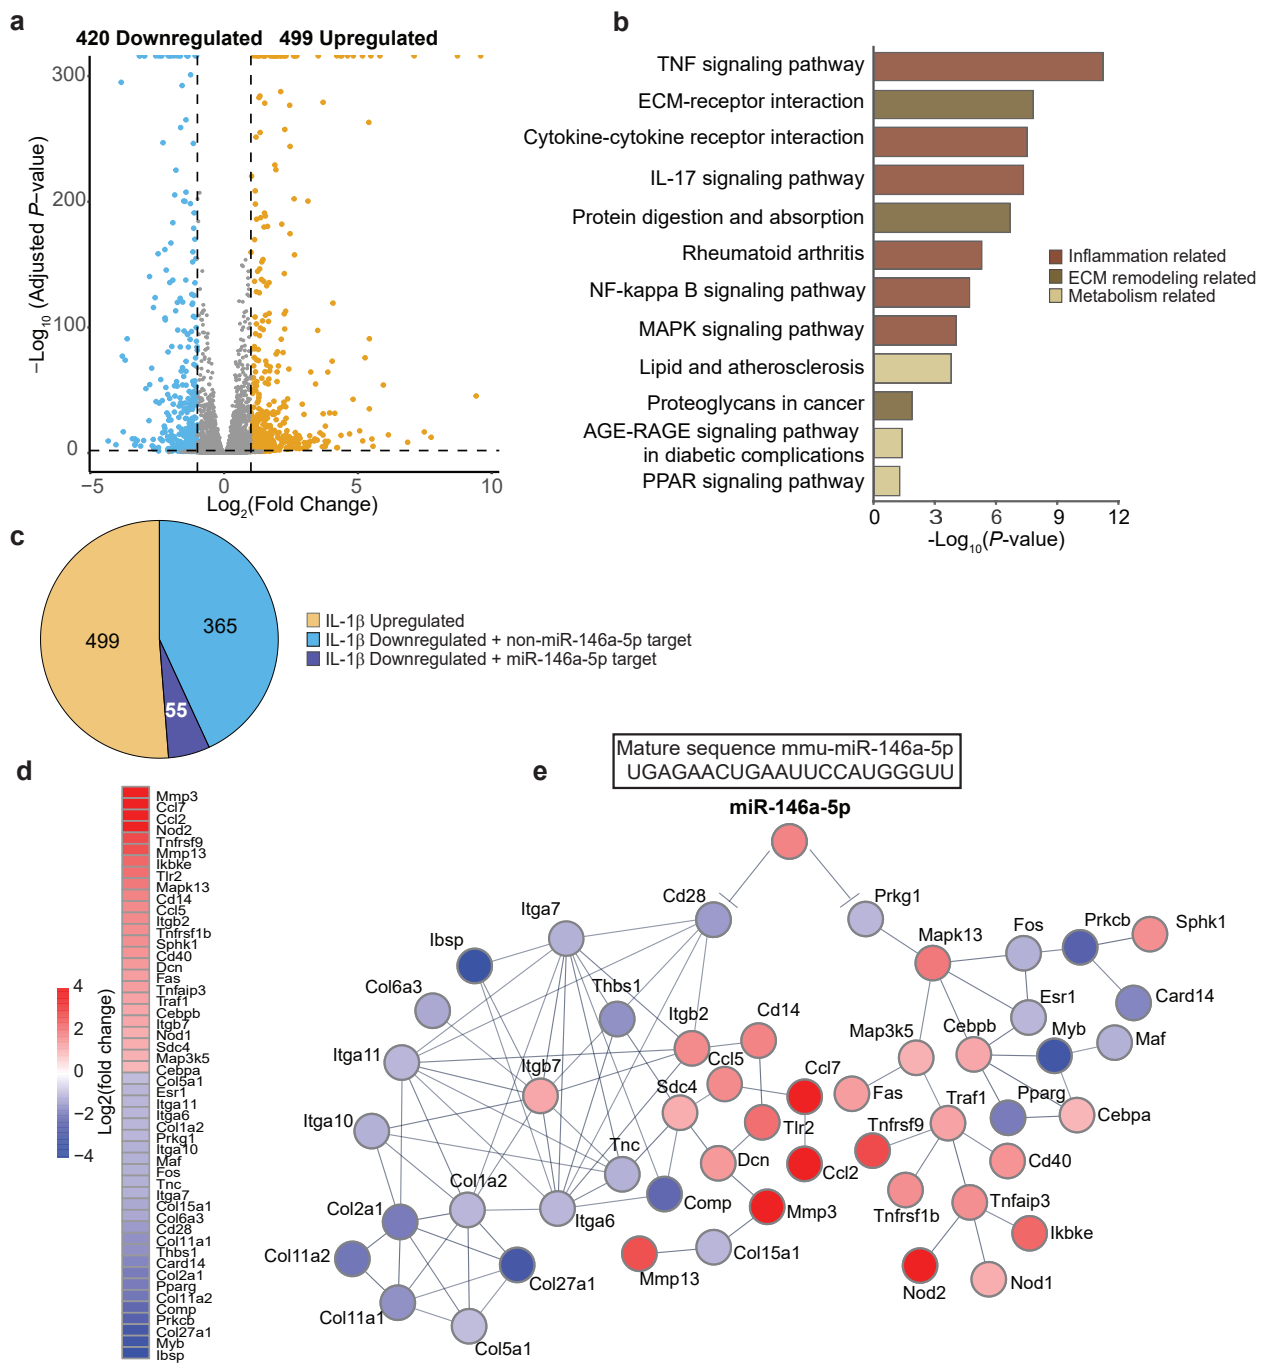 a
420 Downregulated 499 Upregulated
300
200
100
0
−5 0 5 10
−Log10 (Adjusted P−value)
Log2(Fold Change)
b
TNF signaling pathway
ECM-receptor interaction
Cytokine-cytokine receptor interaction
IL-17 signaling pathway
Protein digestion and absorption
Rheumatoid arthritis
NF-kappa B signaling pathway
MAPK signaling pathway
Lipid and atherosclerosis
Proteoglycans in cancer
AGE-RAGE signaling pathway
in diabetic complications
PPAR signaling pathway
0 3 6 9 12
-Log10(P-value)
Inflammation related
ECM remodeling related
Metabolism related
c
499
365
55
IL-1β Upregulated
IL-1β Downregulated + non-miR-146a-5p target
IL-1β Downregulated + miR-146a-5p target
d
4
2
0
−2
−4
Log2(fold change)
Mmp3
Ccl7
Ccl2
Nod2
Tnfrsf9
Mmp13
Ikbke
Tlr2
Mapk13
Cd14
Ccl5
Itgb2
Tnfrsf1b
Sphk1
Cd40
Dcn
Fas
Tnfaip3
Traf1
Cebpb
Itgb7
Nod1
Sdc4
Map3k5
Cebpa
Col5a1
Esr1
Itga11
Itga6
Col1a2
Prkg1
Itga10
Maf
Fos
Tnc
Itga7
Col15a1
Col6a3
Cd28
Col11a1
Thbs1
Card14
Col2a1
Pparg
Col11a2
Comp
Prkcb
Col27a1
Myb
Ibsp
e
Mature sequence mmu-miR-146a-5p
UGAGAACUGAAUUCCAUGGGUU
miR-146a-5p
Cd28
Prkg1
Itga7
Ibsp
Col6a3
Thbs1
Itga11
Itgb2
Cd14
Itgb7
Ccl5
Ccl7
Sdc4
Itga10
Tlr2
Tnc
Dcn
Ccl2
Col1a2
Col2a1
Itga6
Comp
Mmp3
Col11a2
Col27a1
Mmp13
Col15a1
Col11a1
Col5a1
Mapk13
Fos
Prkcb
Sphk1
Esr1
Card14
Map3k5
Cebpb
Myb
Maf
Fas
Traf1
Pparg
Cebpa
Tnfrsf9
Cd40
Tnfrsf1b
Tnfaip3
Ikbke
Nod2
Nod1